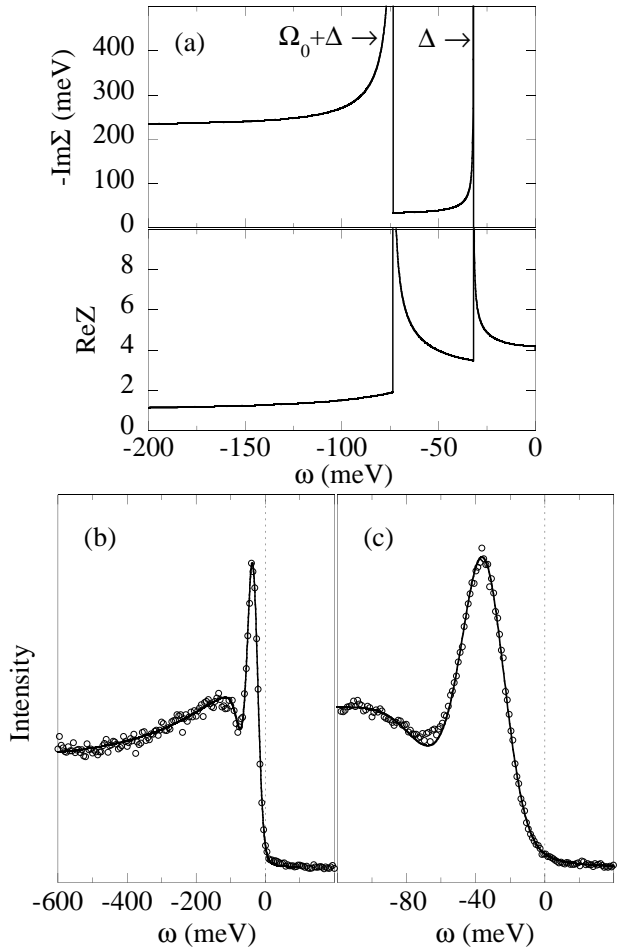 (a)
Ω₀+Δ →
Δ →
400
300
200
100
0
-ImΣ (meV)
8
6
4
2
0
ReZ
-200
-150
-100
-50
0
ω (meV)
(b)
(c)
Intensity
-600
-400
-200
0
-80
-40
0
ω (meV)
ω (meV)